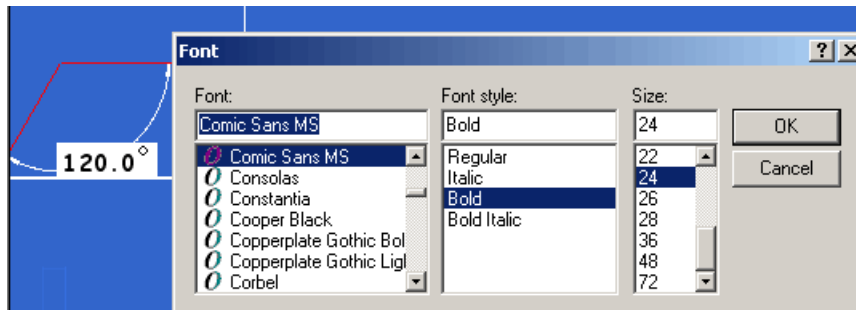 Font
Font:
Font style:
Size:
Comic Sans MS
Bold
24
OK
Cancel
Comic Sans MS
Consolas
Constantia
Cooper Black
Copperplate Gothic Bol
Copperplate Gothic Ligl
Corbel
Regular
Italic
Bold
Bold Italic
22
24
26
28
36
48
72
120.0°